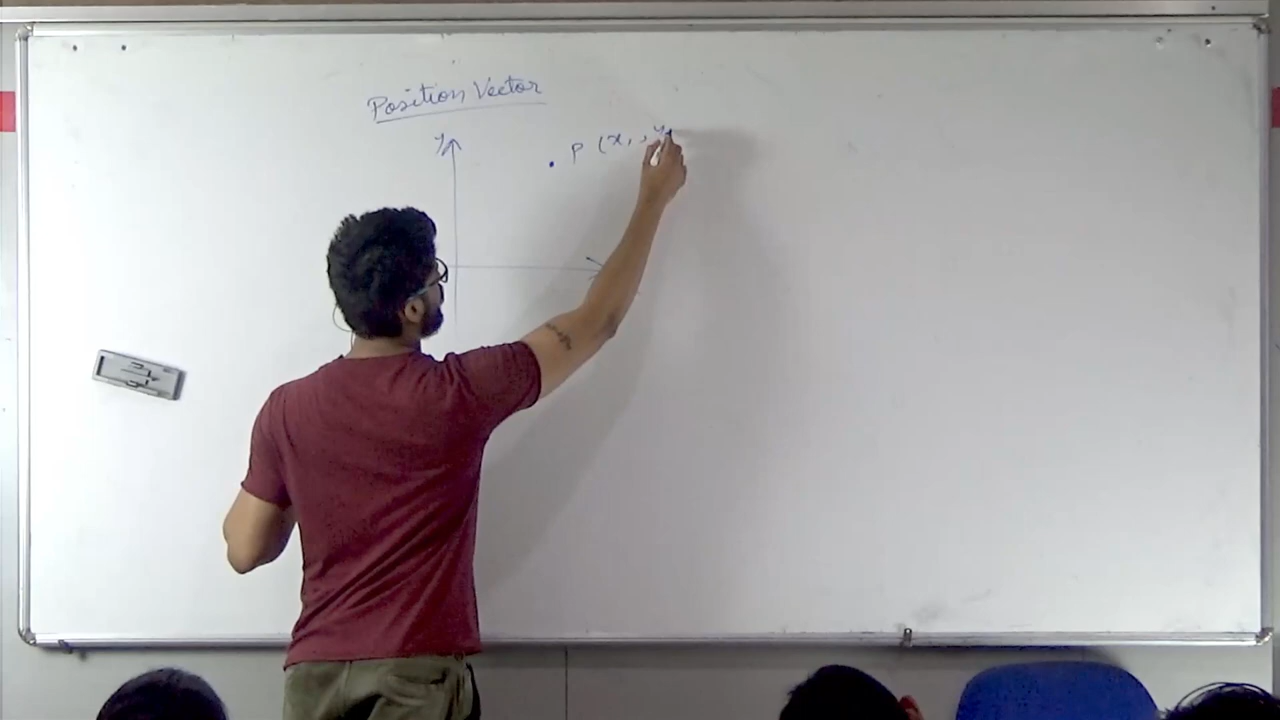 Position Vector
y
P (x, , y